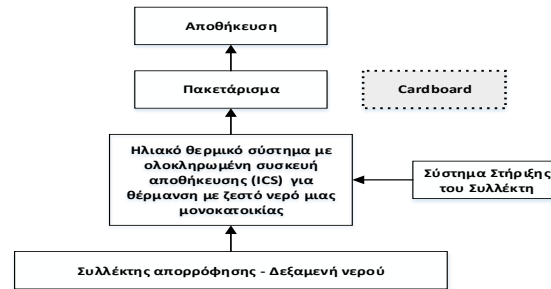 Αποθήκευση
Πακετάρισμα
Cardboard
Ηλιακό θερμικό σύστημα με
ολοκληρωμένη συσκευή
αποθήκευσης (ICS) για
θέρμανση με ζεστό νερό μιας
μονοκατοικίας
Σύστημα Στήριξης
του Συλλέκτη
Συλλέκτης απορρόφησης - Δεξαμενή νερού